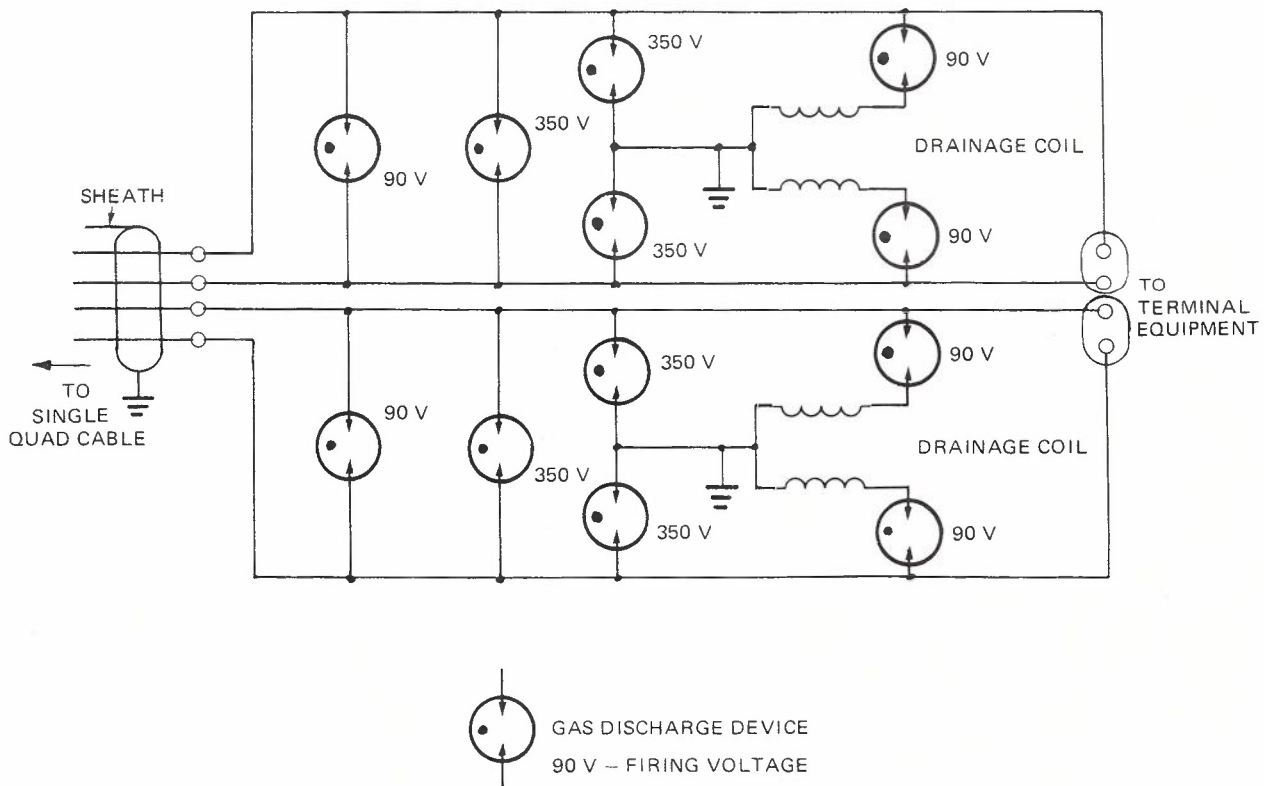 350 V
90 V
350 V
DRAINAGE COIL
90 V
SHEATH
350 V
90 V
TO
TERMINAL
EQUIPMENT
350 V
90 V
TO
SINGLE
QUAD CABLE
90 V
350 V
DRAINAGE COIL
350 V
90 V
GAS DISCHARGE DEVICE
90 V – FIRING VOLTAGE